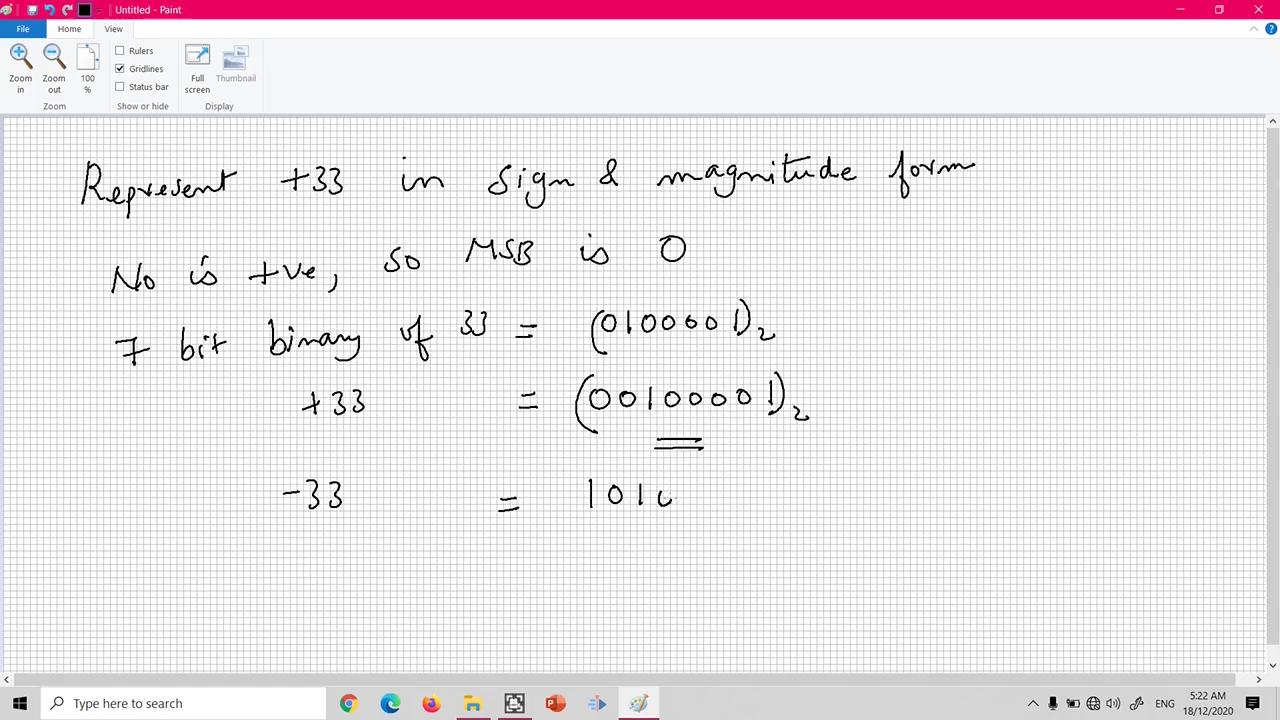 Untitled - Paint
File Home View
Zoom in
Zoom out
100 %
Rulers
Gridlines
Status bar
Full screen
Thumbnail
Zoom
Show or hide
Display
Represent +33 in sign & magnitude form
No is +ve, so MSB is 0
7 bit binary of 33 = (0100001)2
+33 = (00100001)2
-33 = 101
Type here to search
ENG
5:22 AM
18/12/2020